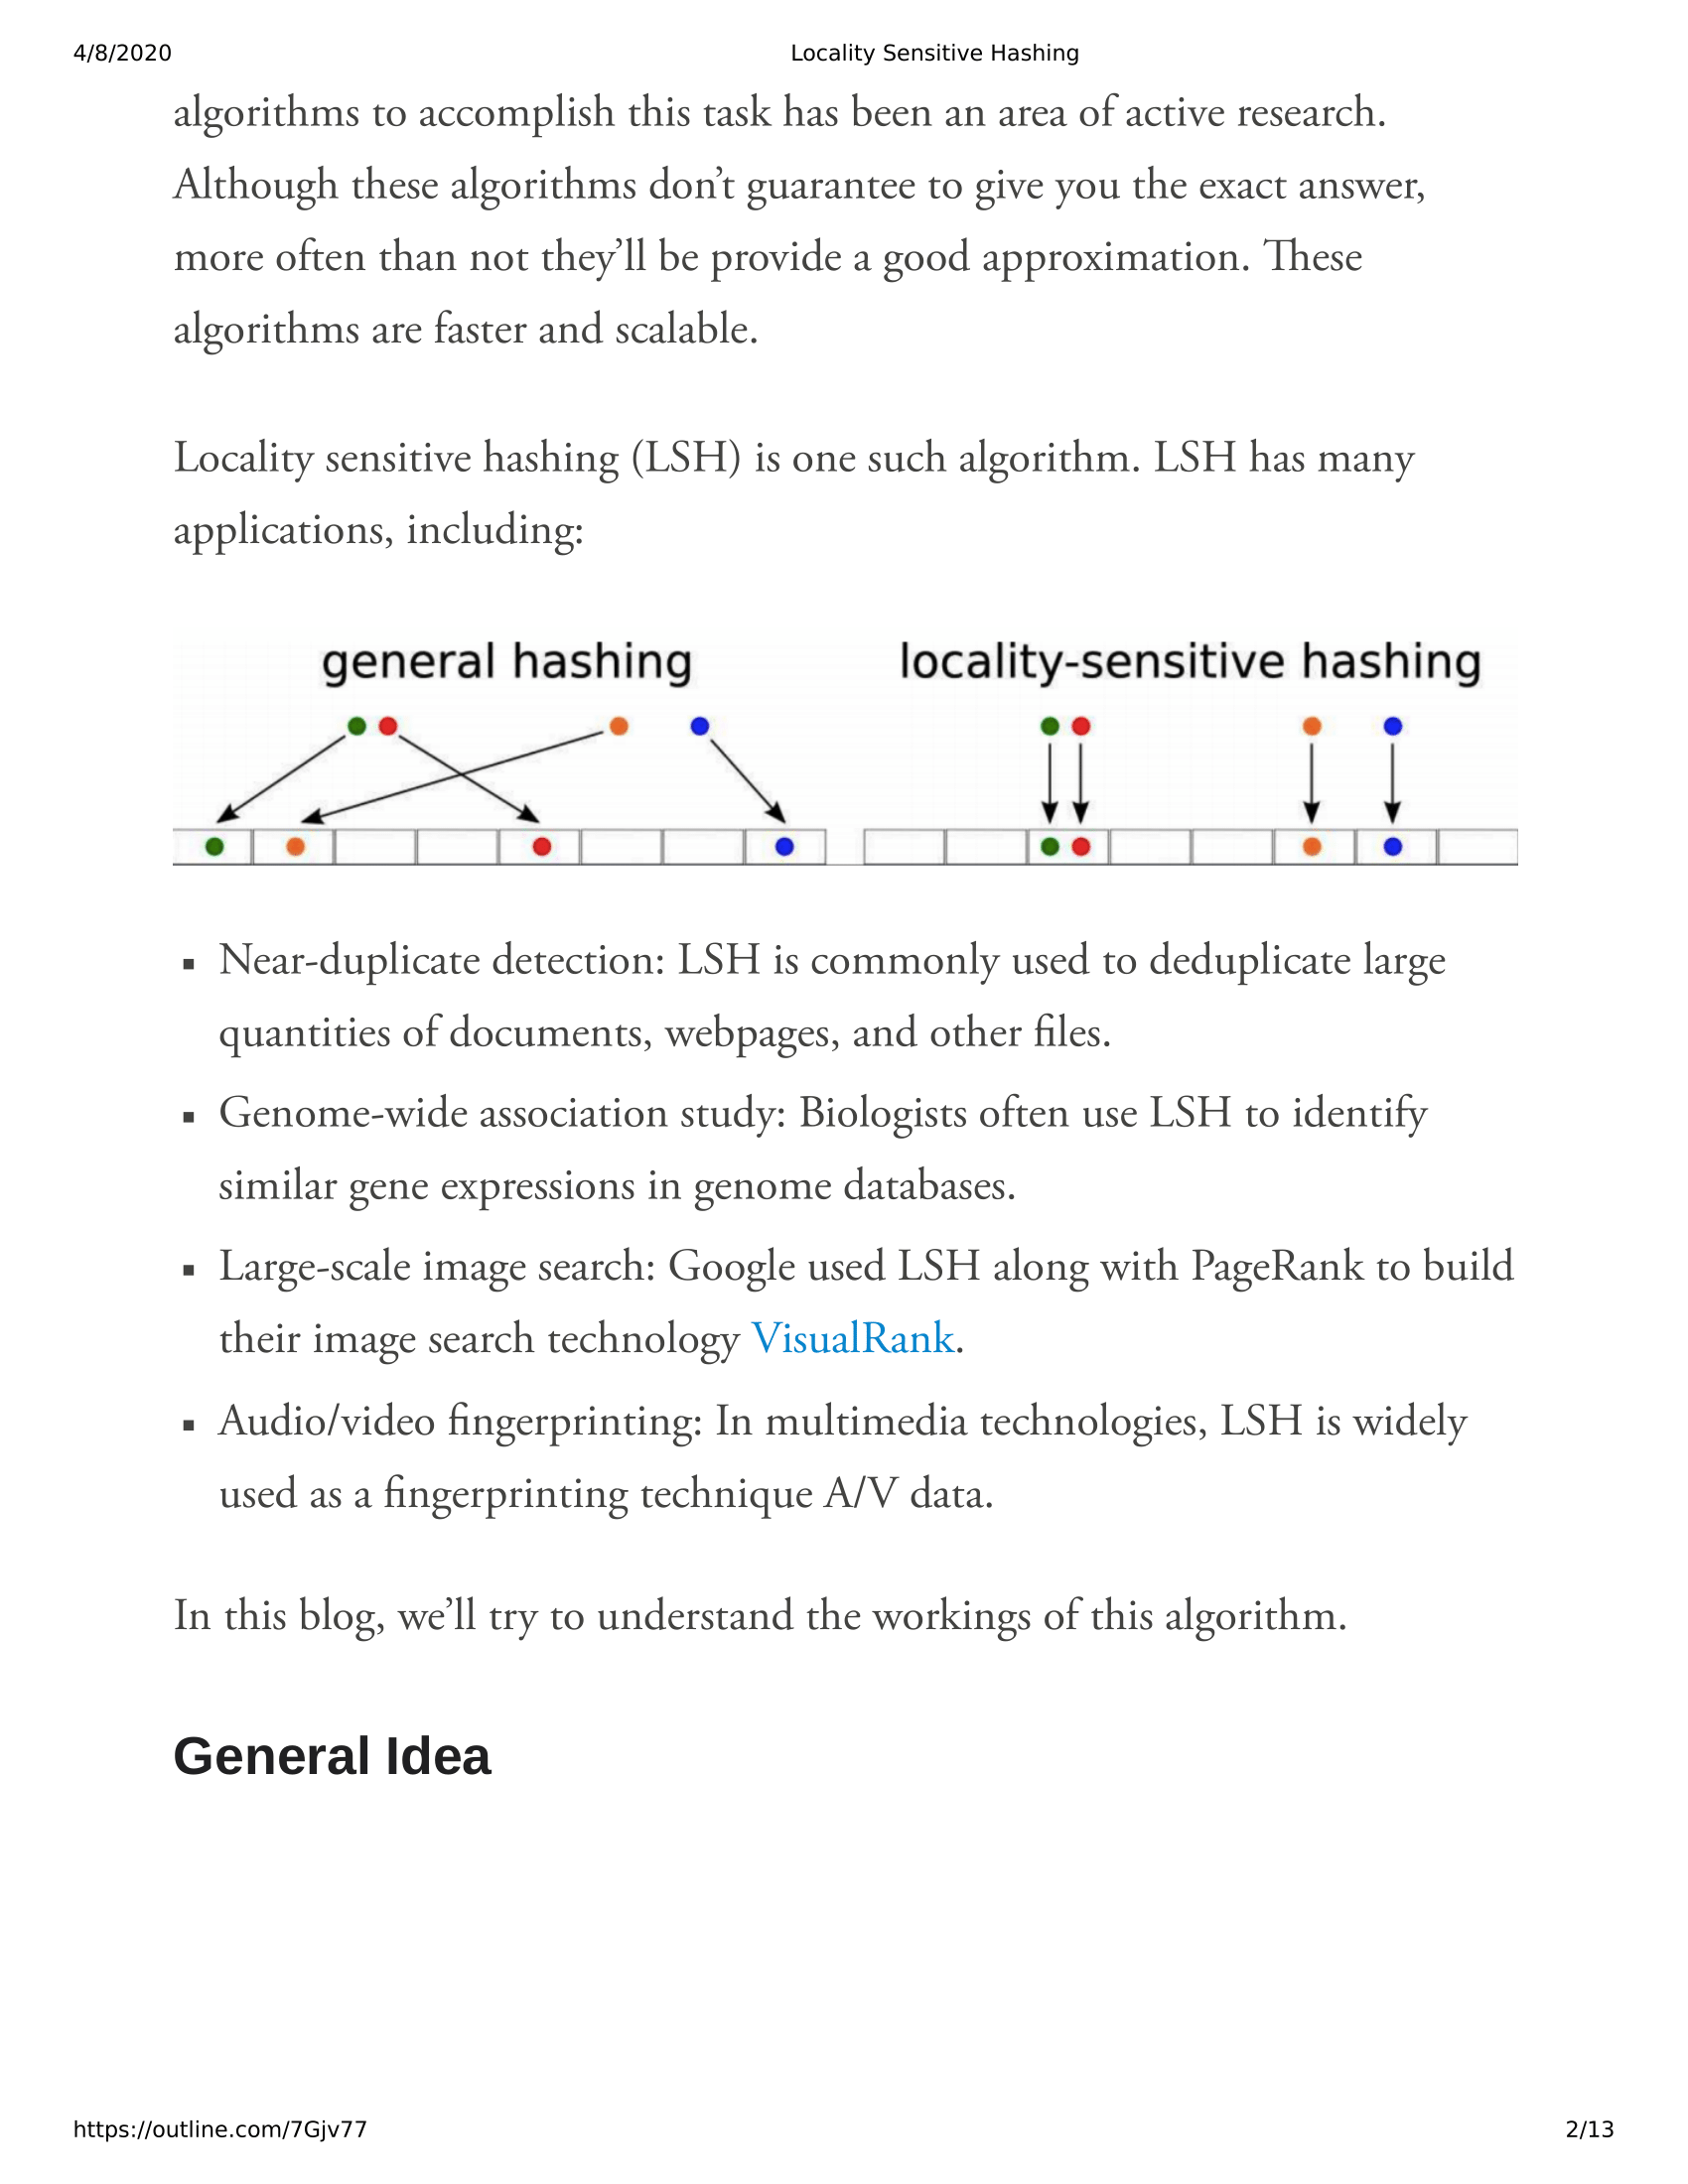 4/8/2020
Locality Sensitive Hashing
algorithms to accomplish this task has been an area of active research.
Although these algorithms don’t guarantee to give you the exact answer,
more often than not they’ll be provide a good approximation. These
algorithms are faster and scalable.
Locality sensitive hashing (LSH) is one such algorithm. LSH has many
applications, including:
general hashing
locality-sensitive hashing
▪ Near-duplicate detection: LSH is commonly used to deduplicate large
quantities of documents, webpages, and other files.
▪ Genome-wide association study: Biologists often use LSH to identify
similar gene expressions in genome databases.
▪ Large-scale image search: Google used LSH along with PageRank to build
their image search technology VisualRank.
▪ Audio/video fingerprinting: In multimedia technologies, LSH is widely
used as a fingerprinting technique A/V data.
In this blog, we’ll try to understand the workings of this algorithm.
General Idea
https://outline.com/7Gjv77
2/13